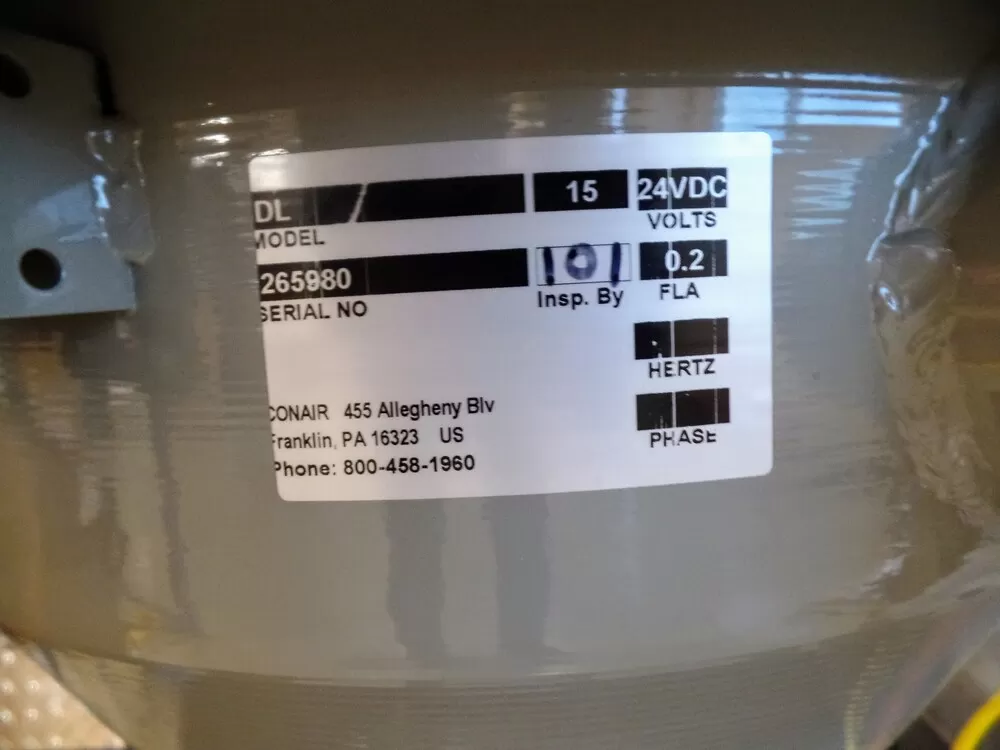 DL 15 24VDC
MODEL VOLTS
265980 101 0.2
SERIAL NO Insp. By FLA
HERTZ
CONAIR 455 Allegheny Blv
PHASE
Franklin, PA 16323 US
Phone: 800-458-1960